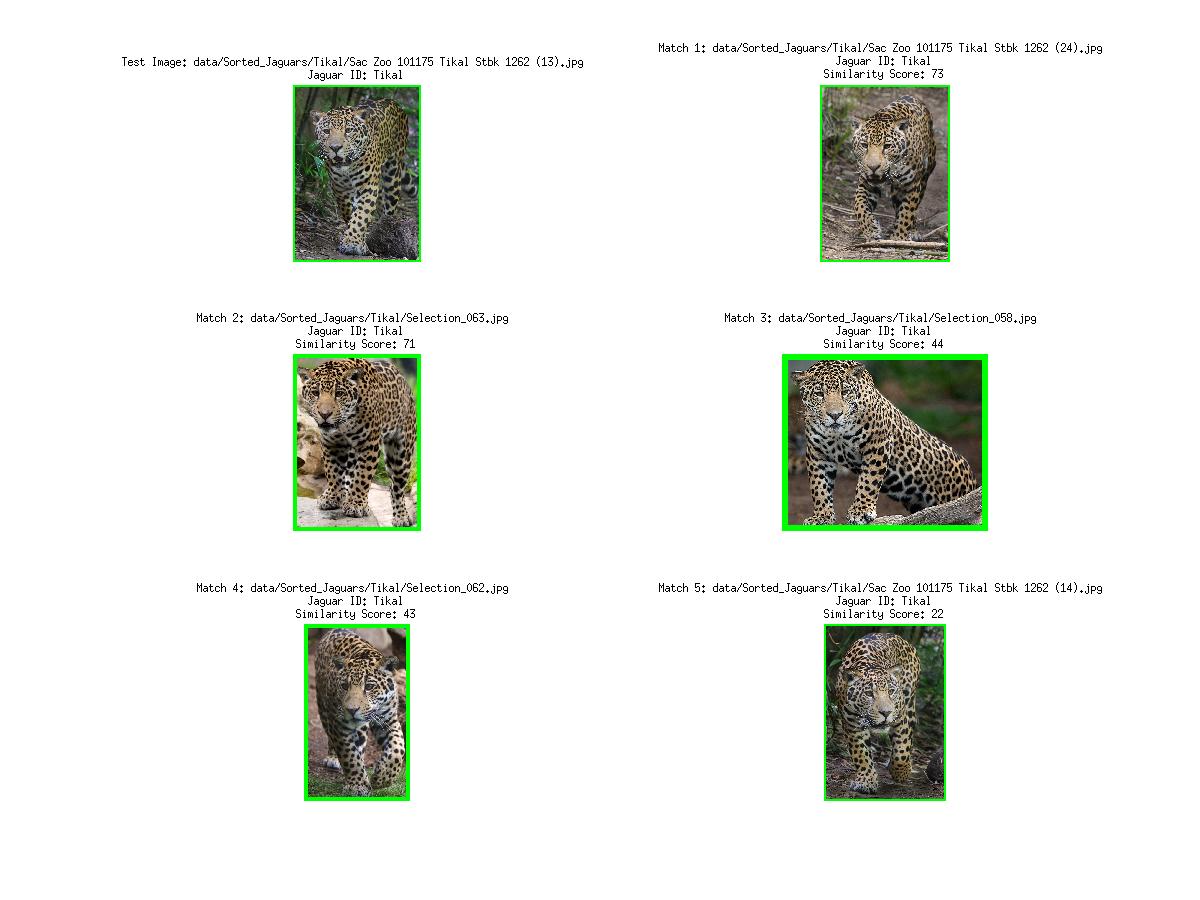 Test Image: data/Sorted_Jaguars/Tikal/Sac Zoo 101175 Tikal Stbk 1262 (13).jpg
Jaguar ID: Tikal
Match 1: data/Sorted_Jaguars/Tikal/Sac Zoo 101175 Tikal Stbk 1262 (24).jpg
Jaguar ID: Tikal
Similarity Score: 73
Match 2: data/Sorted_Jaguars/Tikal/Selection_063.jpg
Jaguar ID: Tikal
Similarity Score: 71
Match 3: data/Sorted_Jaguars/Tikal/Selection_058.jpg
Jaguar ID: Tikal
Similarity Score: 44
Match 4: data/Sorted_Jaguars/Tikal/Selection_062.jpg
Jaguar ID: Tikal
Similarity Score: 43
Match 5: data/Sorted_Jaguars/Tikal/Sac Zoo 101175 Tikal Stbk 1262 (14).jpg
Jaguar ID: Tikal
Similarity Score: 22